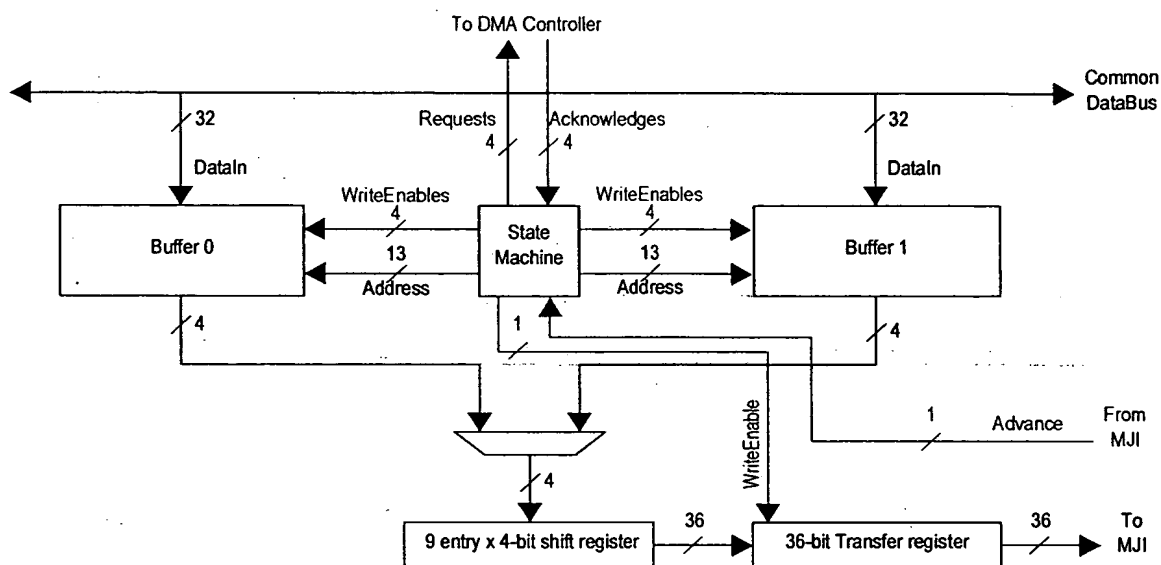 To DMA Controller
Common
DataBus
32
Requests
4
Acknowledges
4
32
DataIn
DataIn
WriteEnables
4
WriteEnables
4
Buffer 0
State
Machine
Buffer 1
13
Address
13
Address
4
1
4
1
Advance
From
MJI
WriteEnable
4
9 entry x 4-bit shift register
36
36-bit Transfer register
36
To
MJI